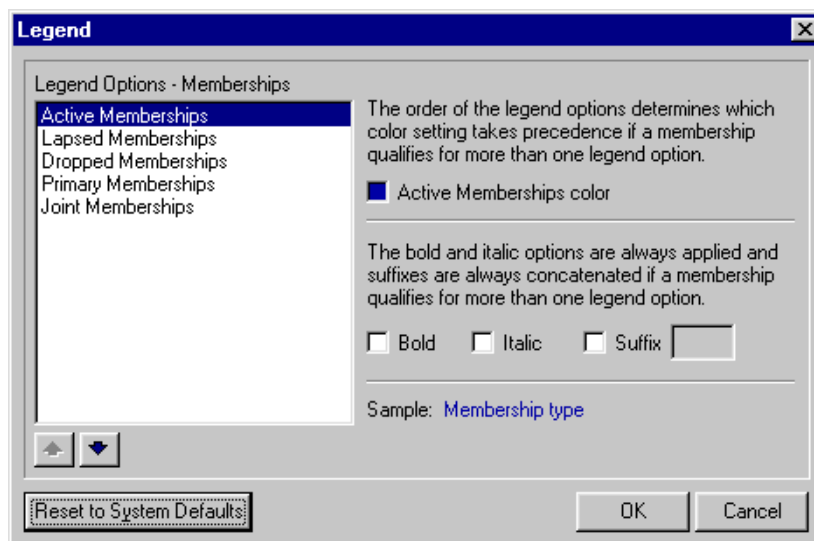 Legend
Legend Options - Memberships
Active Memberships
Lapsed Memberships
Dropped Memberships
Primary Memberships
Joint Memberships
The order of the legend options determines which
color setting takes precedence if a membership
qualifies for more than one legend option.
Active Memberships color
The bold and italic options are always applied and
suffixes are always concatenated if a membership
qualifies for more than one legend option.
Bold Italic Suffix
Sample: Membership type
Reset to System Defaults OK Cancel